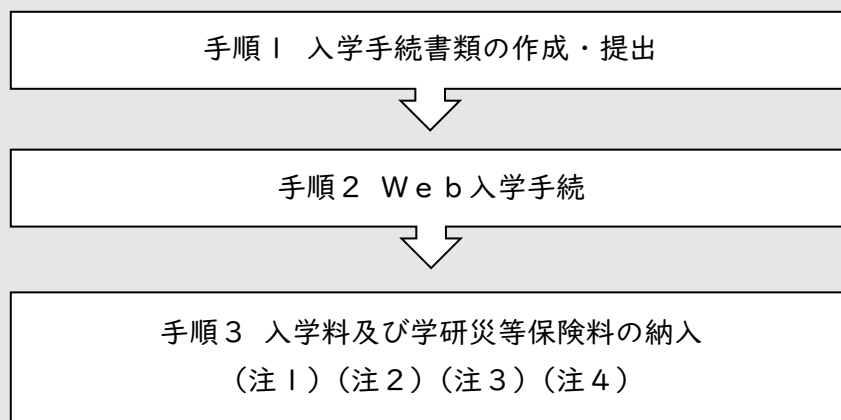 手順1 入学手続書類の作成・提出
手順2 Web入学手続
手順3 入学料及び学研災等保険料の納入
(注1)(注2)(注3)(注4)